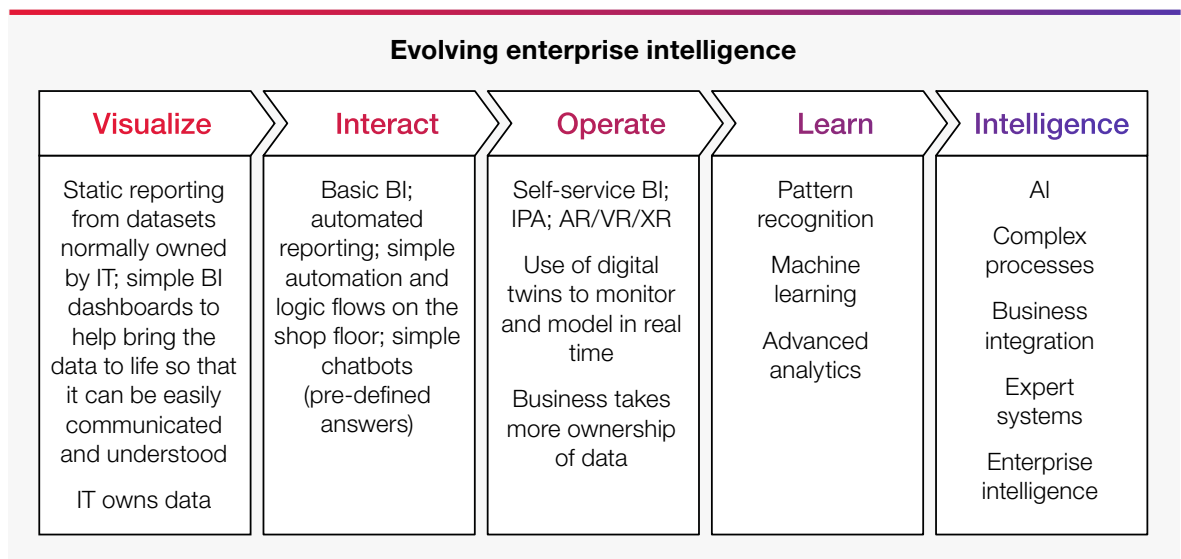 Evolving enterprise intelligence
Visualize
Static reporting
from datasets
normally owned
by IT; simple BI
dashboards to
help bring the
data to life so that
it can be easily
communicated
and understood
IT owns data
Interact
Basic BI;
automated
reporting; simple
automation and
logic flows on the
shop floor; simple
chatbots
(pre-defined
answers)
Operate
Self-service BI;
IPA; AR/VR/XR
Use of digital
twins to monitor
and model in real
time
Business takes
more ownership
of data
Learn
Pattern
recognition
Machine
learning
Advanced
analytics
Intelligence
AI
Complex
processes
Business
integration
Expert
systems
Enterprise
intelligence